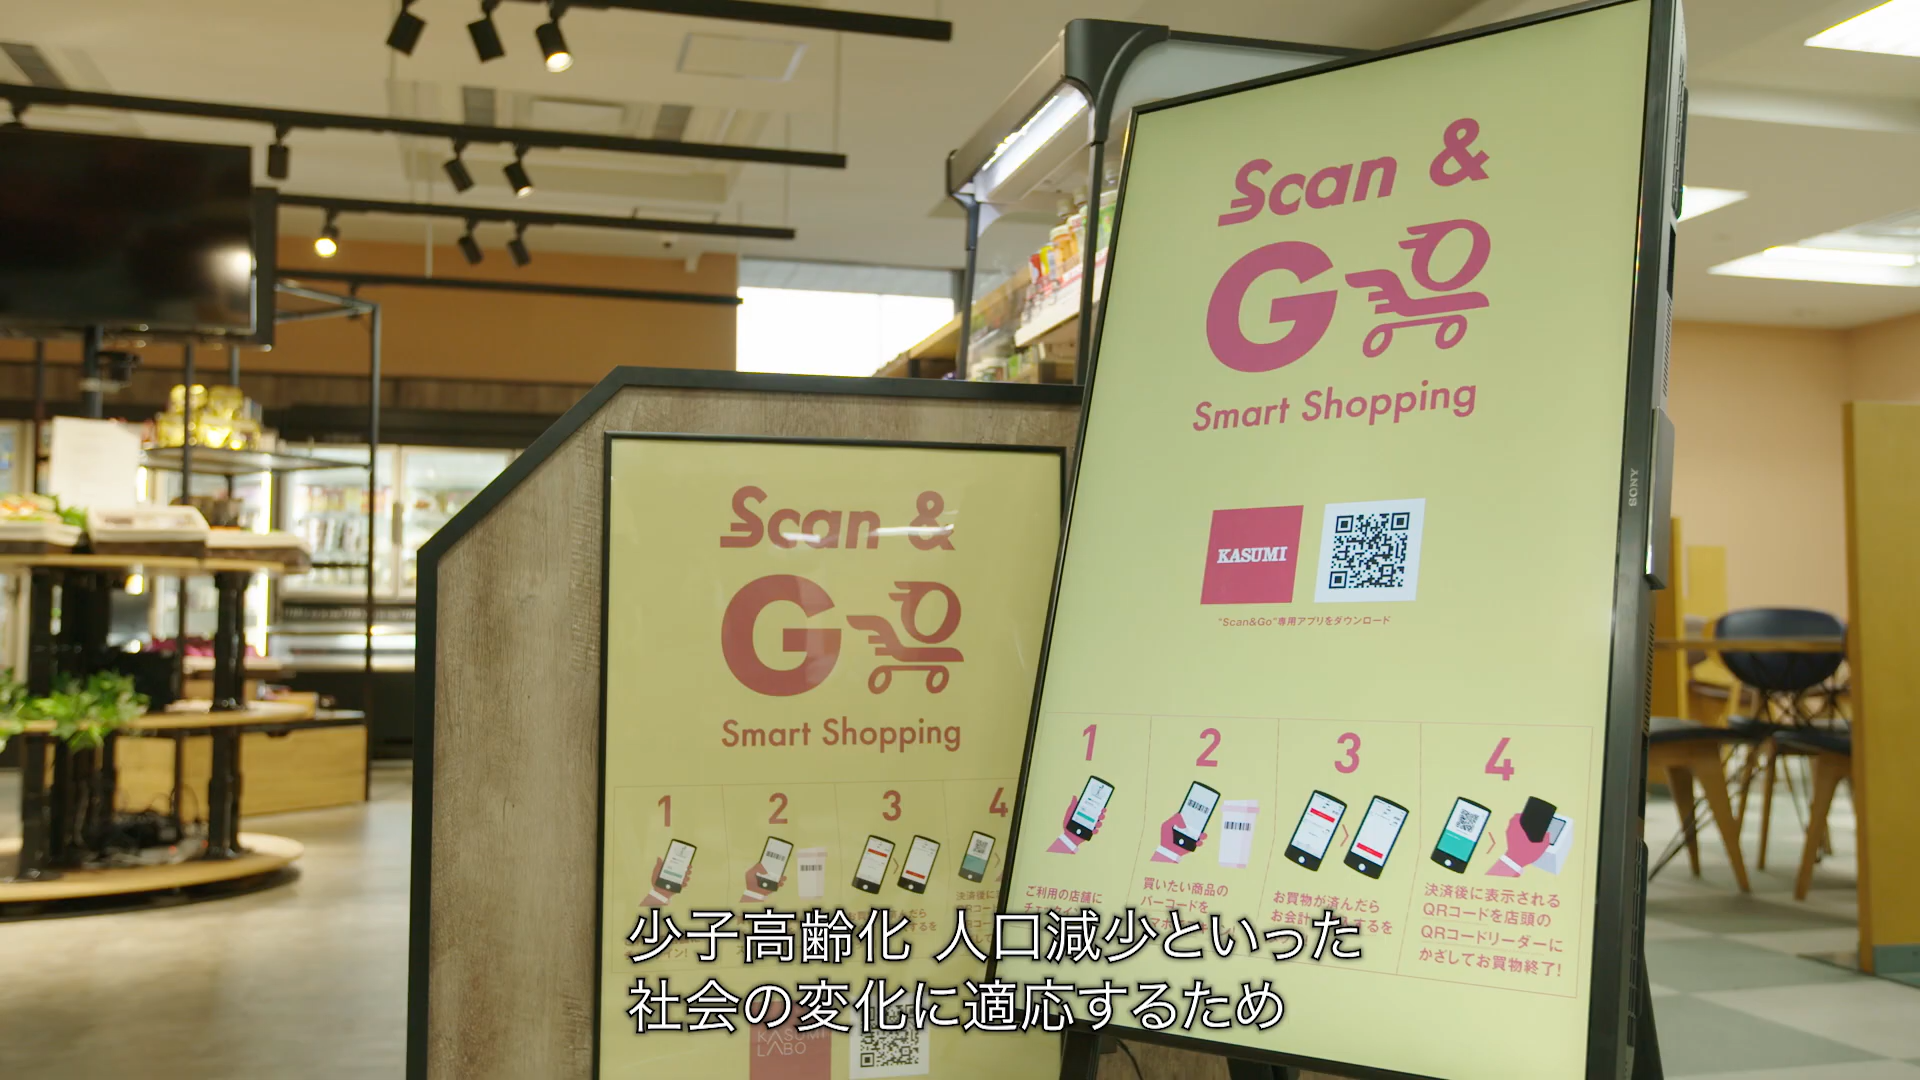 Scan &
GO
Smart Shopping
KASUMI
"Scan&Go"専用アプリをダウンロード
1
ご利用の店舗に
2
買いたい商品の
バーコードを
3
お買物が済んだら
4
決済後に表示される
QRコードを店頭の
QRコードリーダーに
かざしてお買物終了!
SONY
Scan &
GO
Smart Shopping
1
2
3
4
KASUMI
LABO
少子高齢化 人口減少といった
社会の変化に適応するため